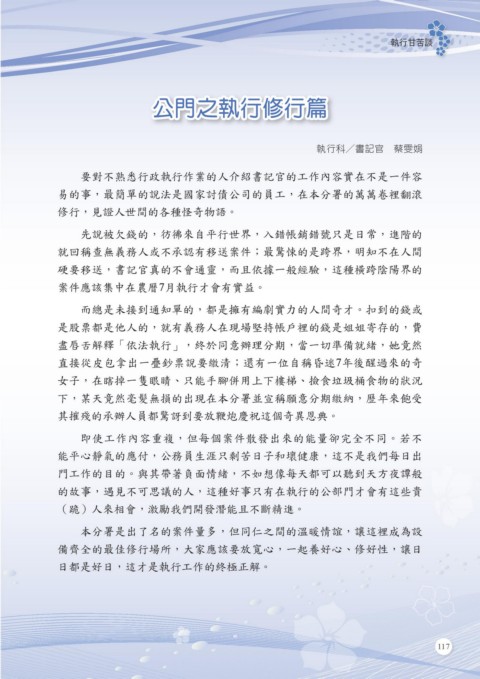 執行甘苦談
公門之執行修行篇
執行科／書記官　蔡雯娟
要對不熟悉行政執行作業的人介紹書記官的工作內容實在不是一件容
易的事，最簡單的說法是國家討債公司的員工，在本分署的萬萬卷裡翻滾
修行，見證人世間的各種怪奇物語。
先說被欠錢的，彷彿來自平行世界，入錯帳銷錯號只是日常，進階的
就回稱查無義務人或不承認有移送案件；最驚悚的是跨界，明知不在人間
硬要移送，書記官真的不會通靈，而且依據一般經驗，這種橫跨陰陽界的
案件應該集中在農曆7月執行才會有實益。
而總是未接到通知單的，都是擁有編劇實力的人間奇才。扣到的錢或
是股票都是他人的，就有義務人在現場堅持帳戶裡的錢是姐姐寄存的，費
盡唇舌解釋「依法執行」，終於同意辦理分期，當一切準備就緒，她竟然
直接從皮包拿出一疊鈔票說要繳清；還有一位自稱昏迷7年後醒過來的奇
女子，在瞎掉一隻眼睛、只能手腳併用上下樓梯、撿食垃圾桶食物的狀況
下，某天竟然毫髮無損的出現在本分署並宣稱願意分期繳納，歷年來飽受
其摧殘的承辦人員都驚訝到要放鞭炮慶祝這個奇異恩典。
即使工作內容重複，但每個案件散發出來的能量卻完全不同。若不
能平心靜氣的應付，公務員生涯只剩苦日子和壞健康，這不是我們每日出
門工作的目的。與其帶著負面情緒，不如想像每天都可以聽到天方夜譚般
的故事，遇見不可思議的人，這種好事只有在執行的公部門才會有這些貴
（跪）人來相會，激勵我們開發潛能且不斷精進。
本分署是出了名的案件量多，但同仁之間的溫暖情誼，讓這裡成為設
備齊全的最佳修行場所，大家應該要放寬心，一起養好心、修好性，讓日
日都是好日，這才是執行工作的終極正解。
117